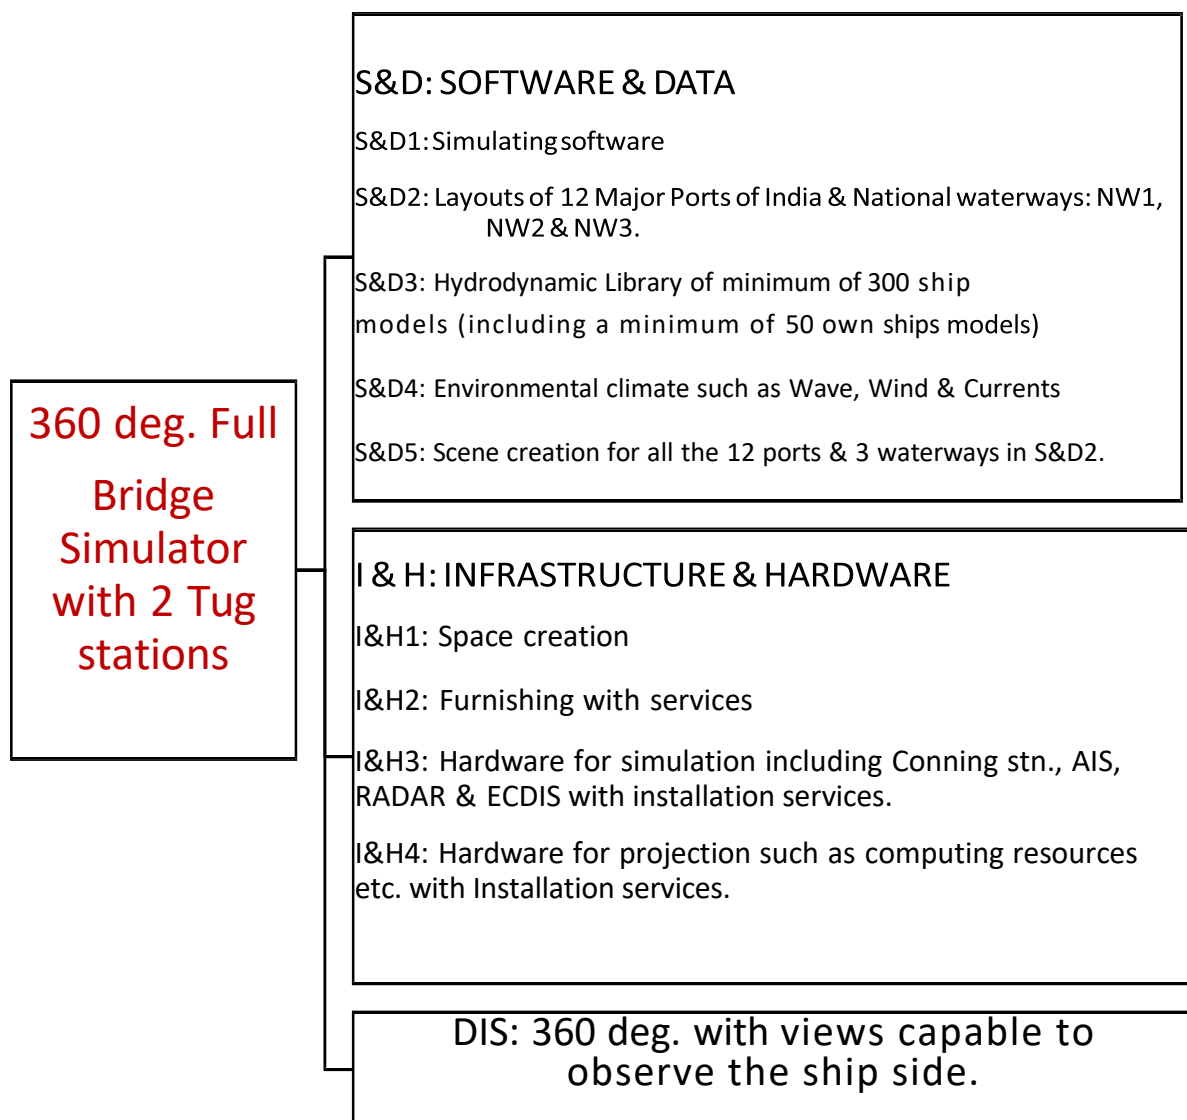 360 deg. Full
Bridge
Simulator
with 2 Tug
stations
S&D: SOFTWARE & DATA
S&D1: Simulating software
S&D2: Layouts of 12 Major Ports of India & National waterways: NW1,
NW2 & NW3.
S&D3: Hydrodynamic Library of minimum of 300 ship
models (including a minimum of 50 own ships models)
S&D4: Environmental climate such as Wave, Wind & Currents
S&D5: Scene creation for all the 12 ports & 3 waterways in S&D2.
I & H: INFRASTRUCTURE & HARDWARE
I&H1: Space creation
I&H2: Furnishing with services
I&H3: Hardware for simulation including Conning stn., AIS,
RADAR & ECDIS with installation services.
I&H4: Hardware for projection such as computing resources
etc. with Installation services.
DIS: 360 deg. with views capable to
observe the ship side.